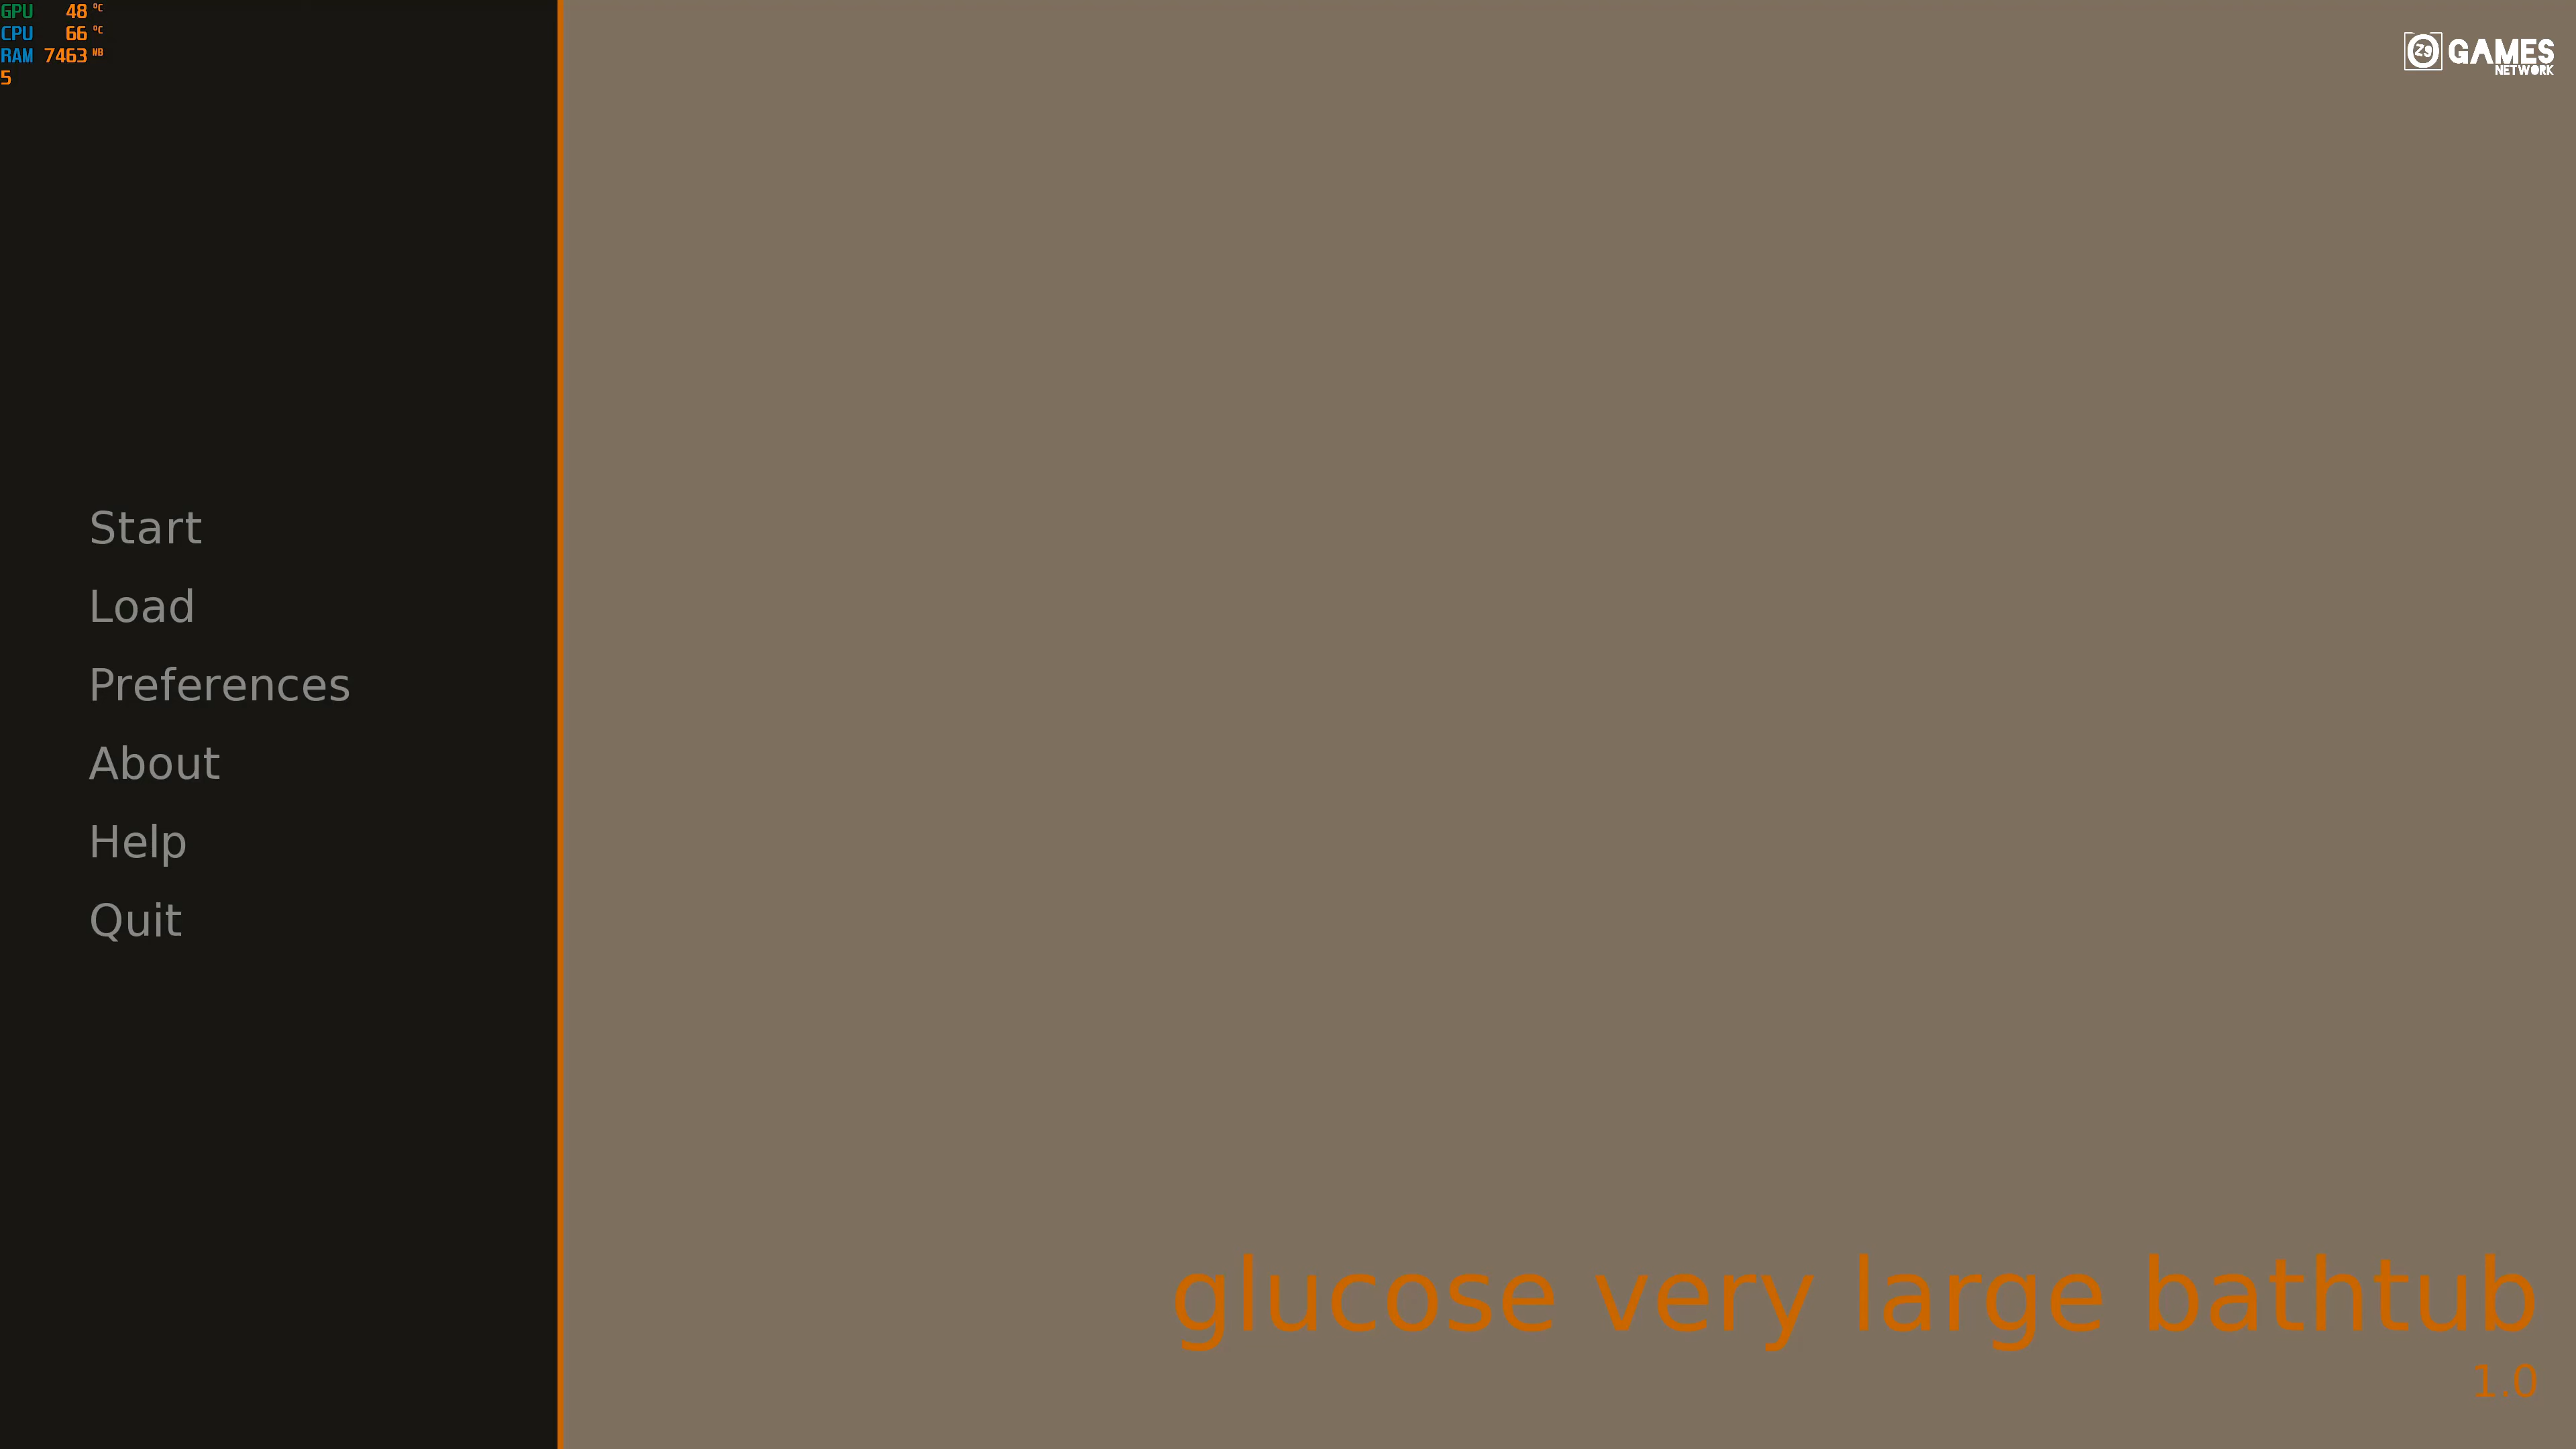 GPU 48 °C
CPU 66 °C
RAM 7463 MB
5
Z9 GAMES
NETWORK
Start
Load
Preferences
About
Help
Quit
glucose very large bathtub
1.0